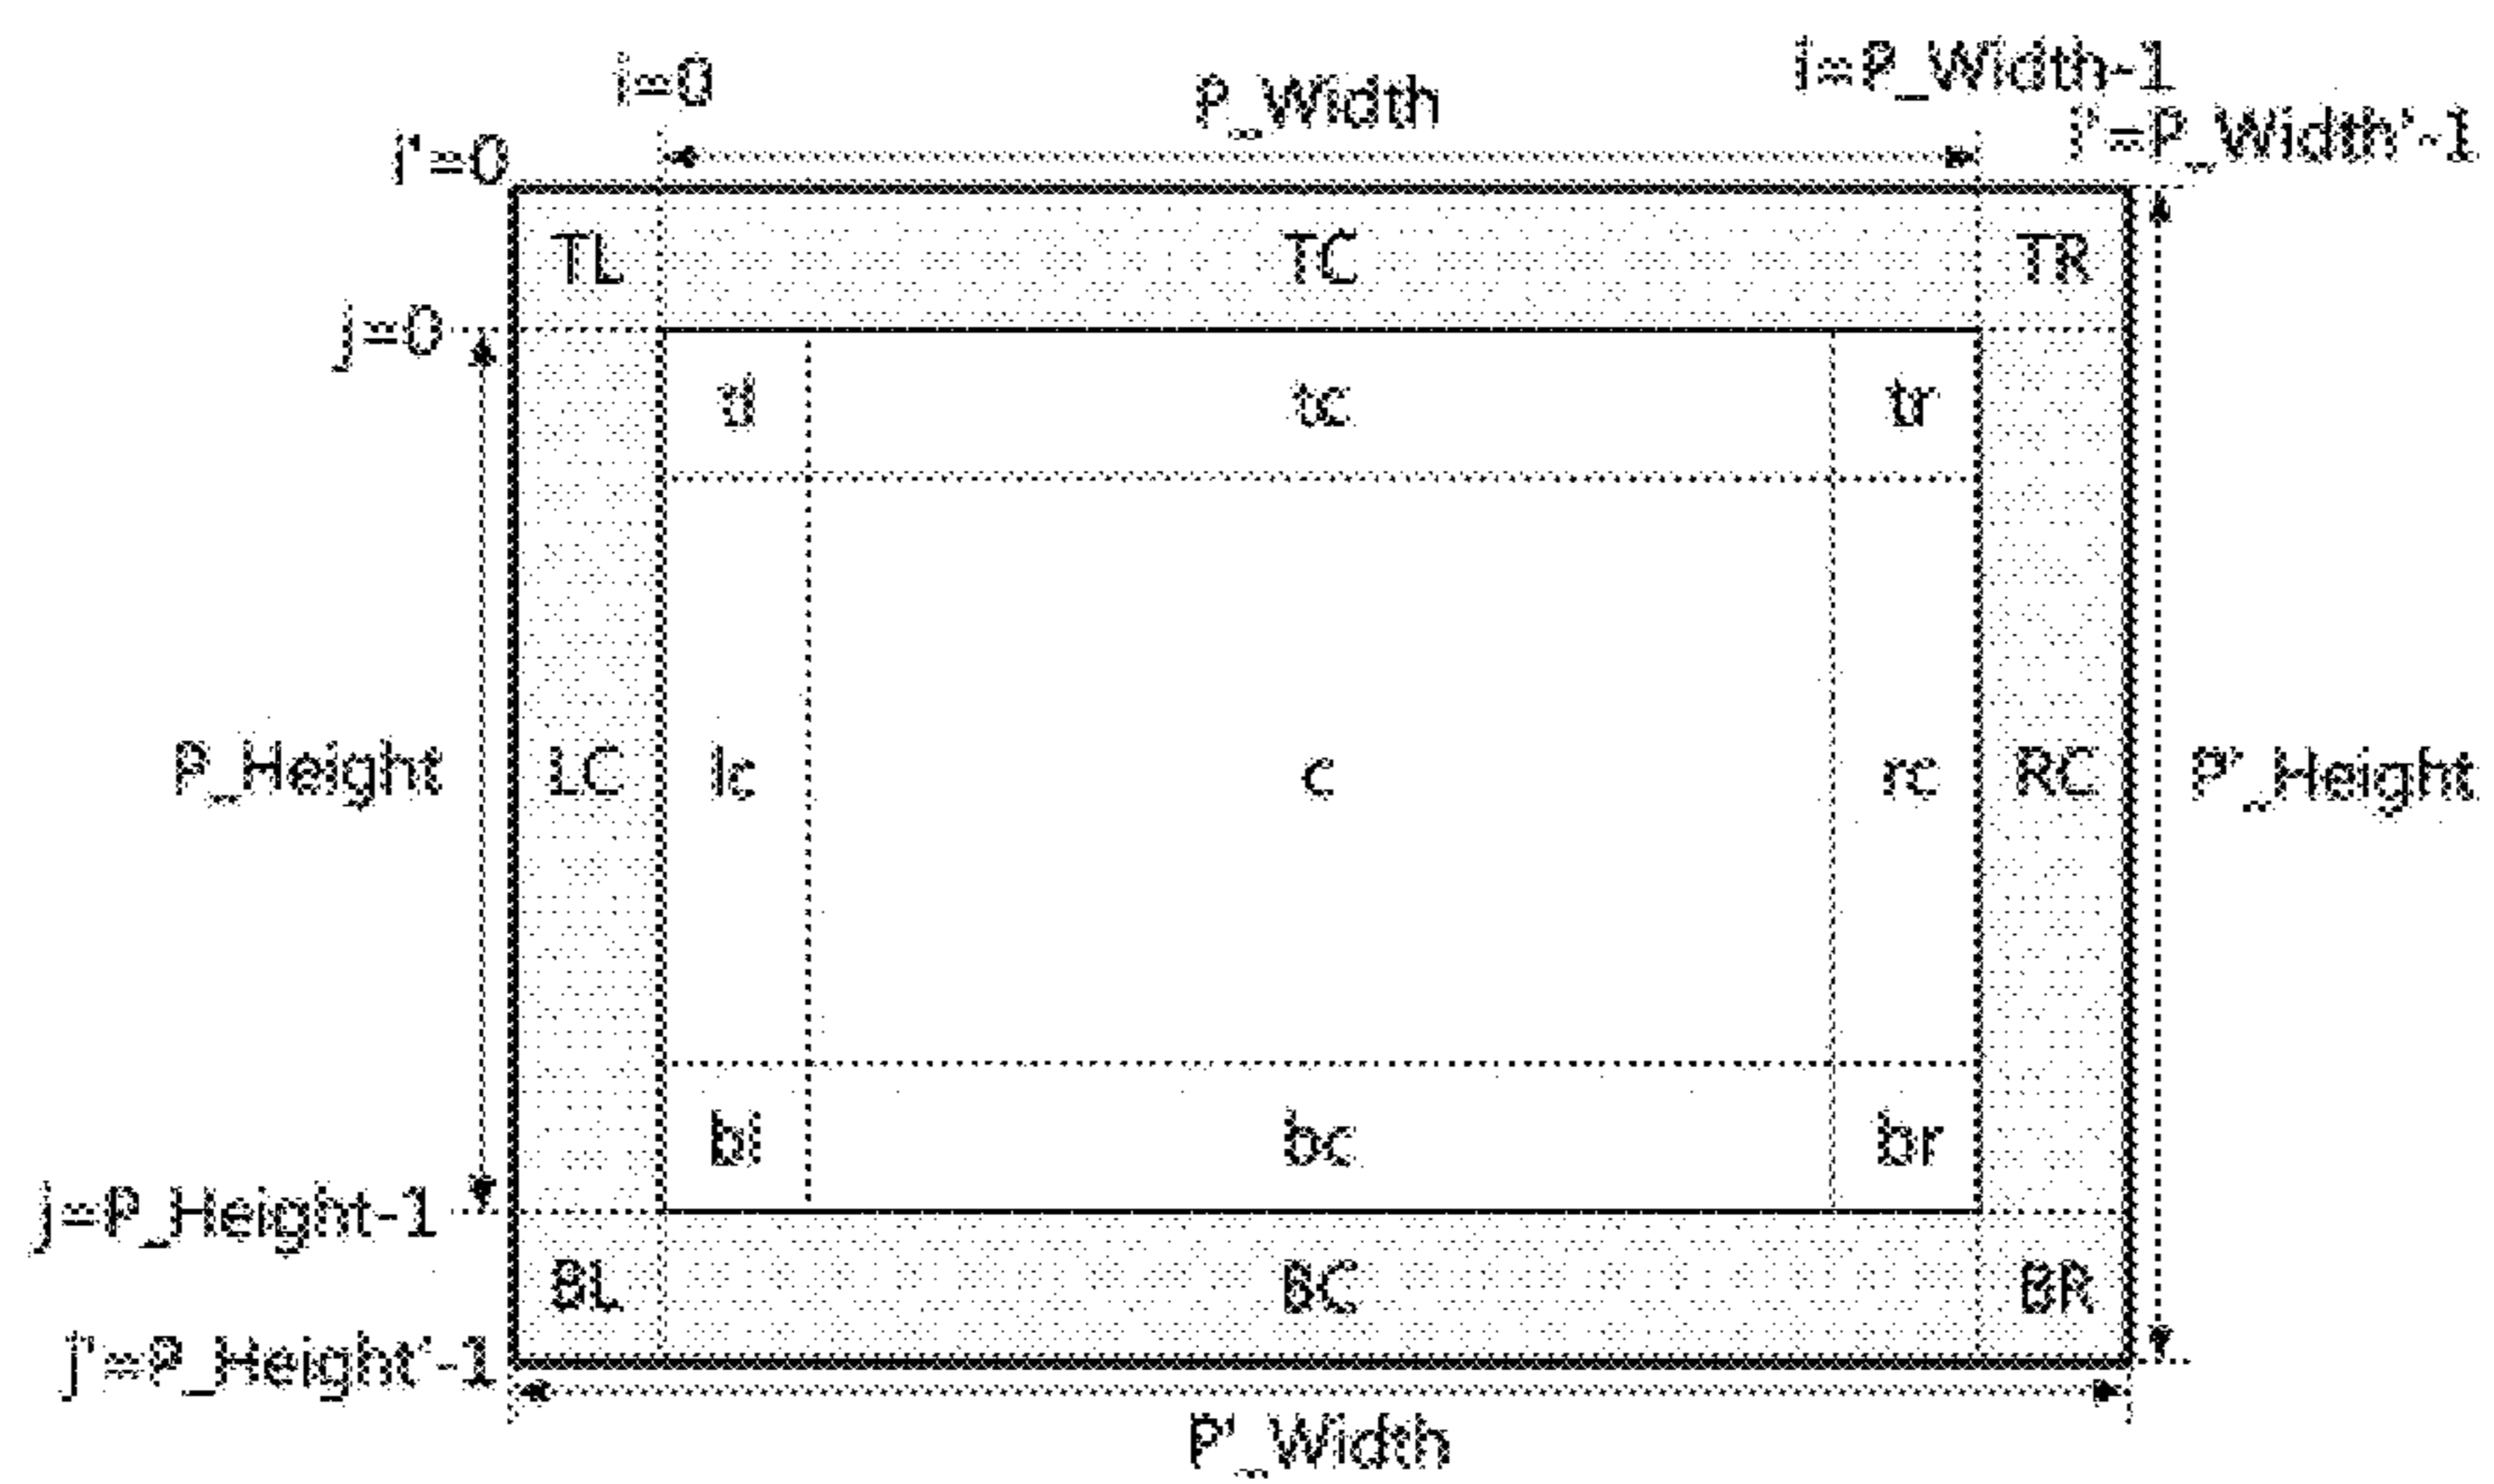 i=0
P_Width
i=P_Width-1
i'=0
i'=P_Width'-1
TL TC TR
j=0
tl tc tr
P_Height LC lc c rc RC P'_Height
bl bc br
j=P_Height-1
BL BC BR
j'=P_Height'-1
P'_Width